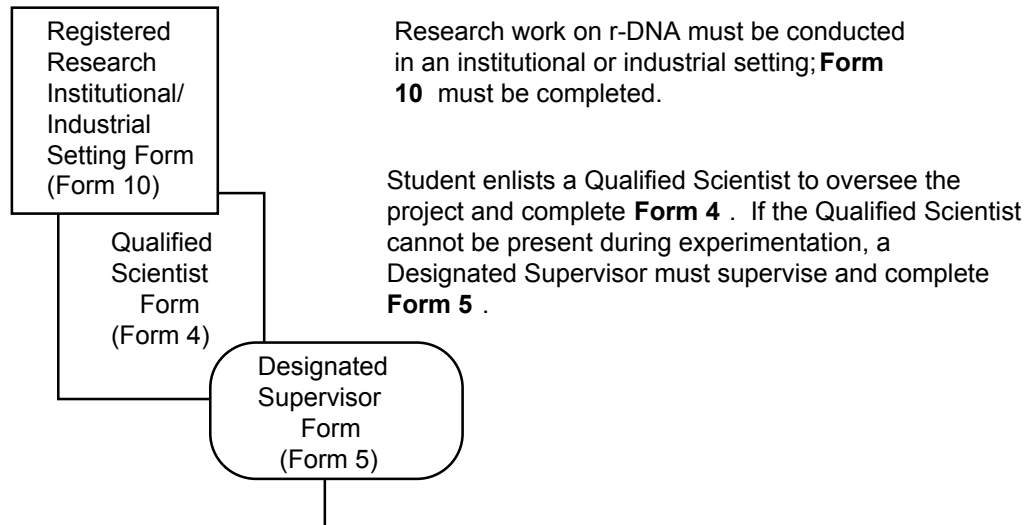 Registered
Research
Institutional/
Industrial
Setting Form
(Form 10)
Research work on r-DNA must be conducted
in an institutional or industrial setting; Form
10 must be completed.
Qualified
Scientist
Form
(Form 4)
Student enlists a Qualified Scientist to oversee the
project and complete Form 4 . If the Qualified Scientist
cannot be present during experimentation, a
Designated Supervisor must supervise and complete
Form 5 .
Designated
Supervisor
Form
(Form 5)